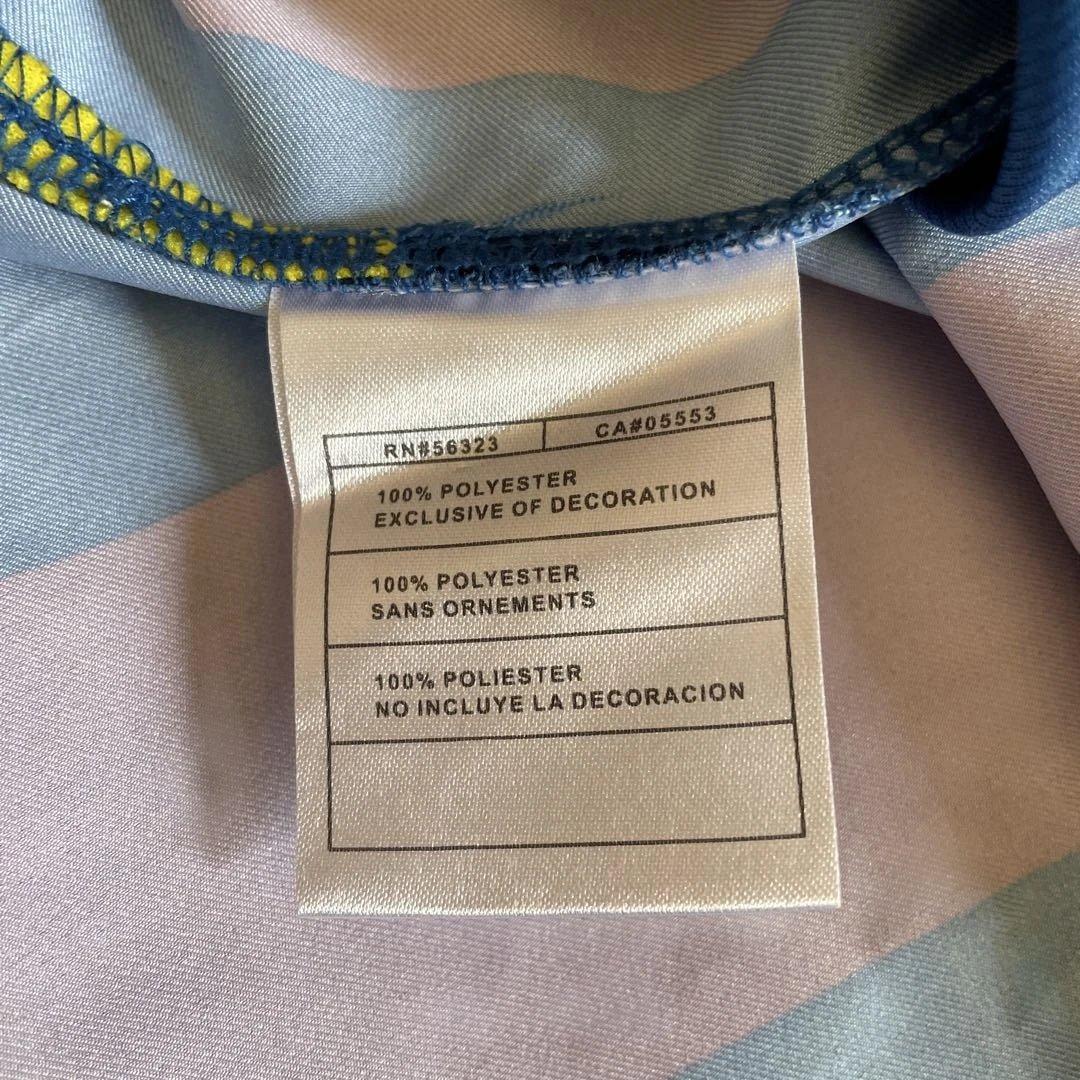 RN#56323 CA#05553
100% POLYESTER
EXCLUSIVE OF DECORATION
100% POLYESTER
SANS ORNEMENTS
100% POLIESTER
NO INCLUYE LA DECORACION